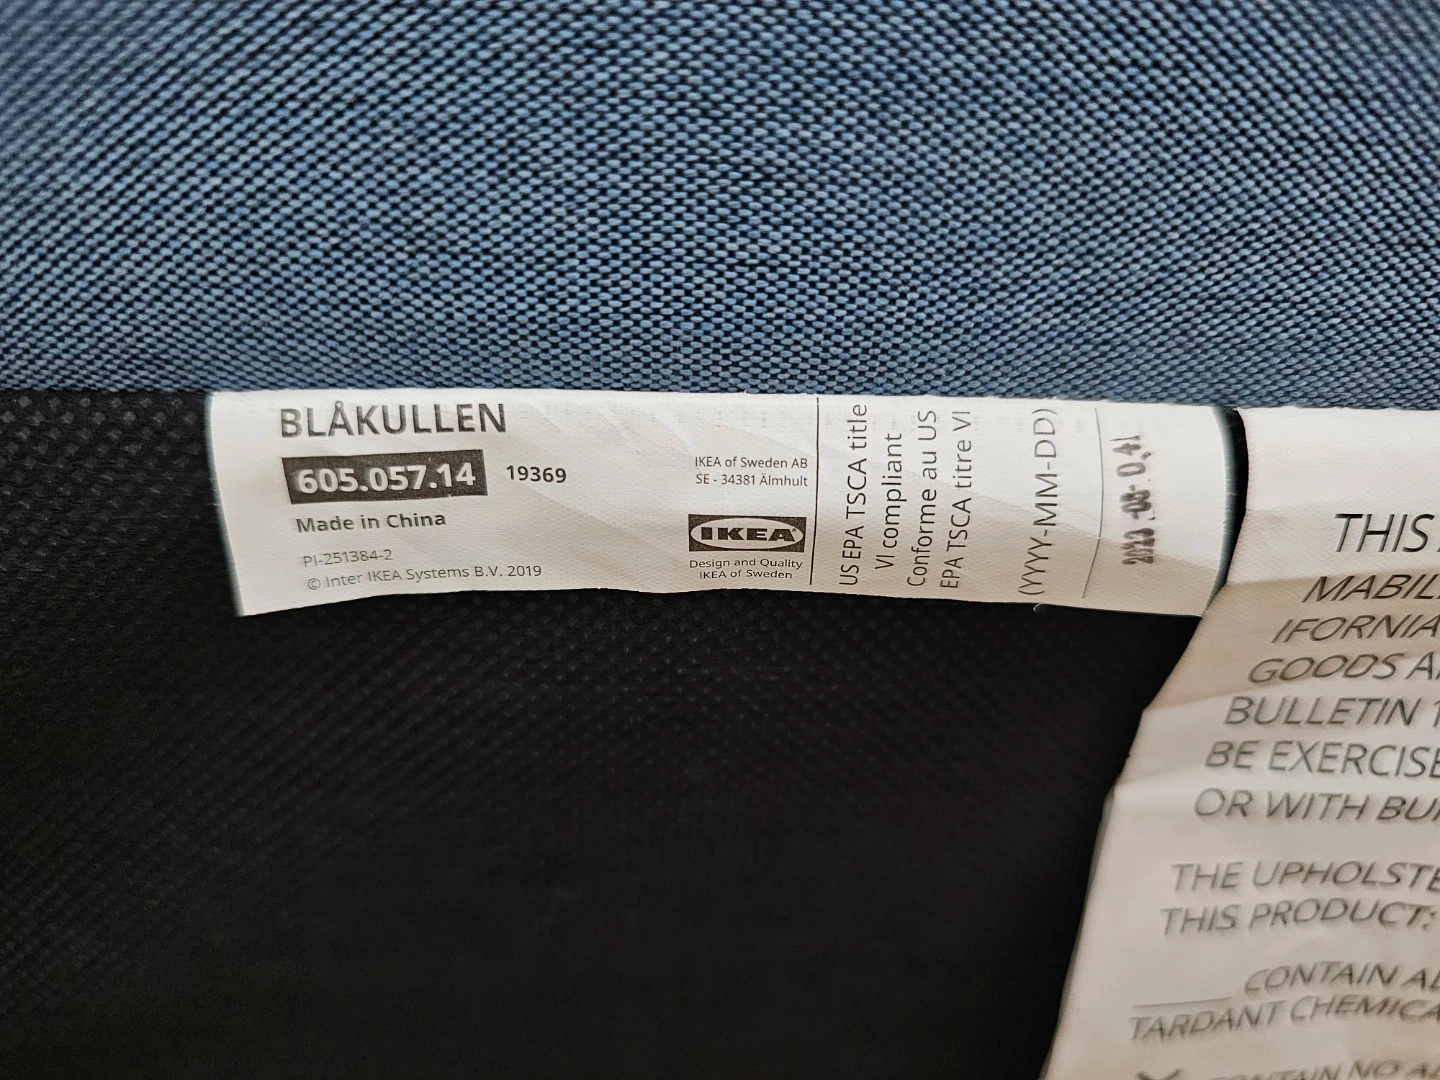 BLÅKULLEN
605.057.14 19369
Made in China
PI-251384-2
© Inter IKEA Systems B.V. 2019
IKEA of Sweden AB
SE - 34381 Älmhult
IKEA
Design and Quality
IKEA of Sweden
US EPA TSCA title
VI compliant
Conforme au US
EPA TSCA titre VI
(YYYY-MM-DD)
THIS
MABIL
IFORNIA
GOODS A
BULLETIN 1
BE EXERCISE
OR WITH BU
THE UPHOLSTE
THIS PRODUCT:
CONTAIN A
TARDANT CHEMICA
CONTAIN NO A